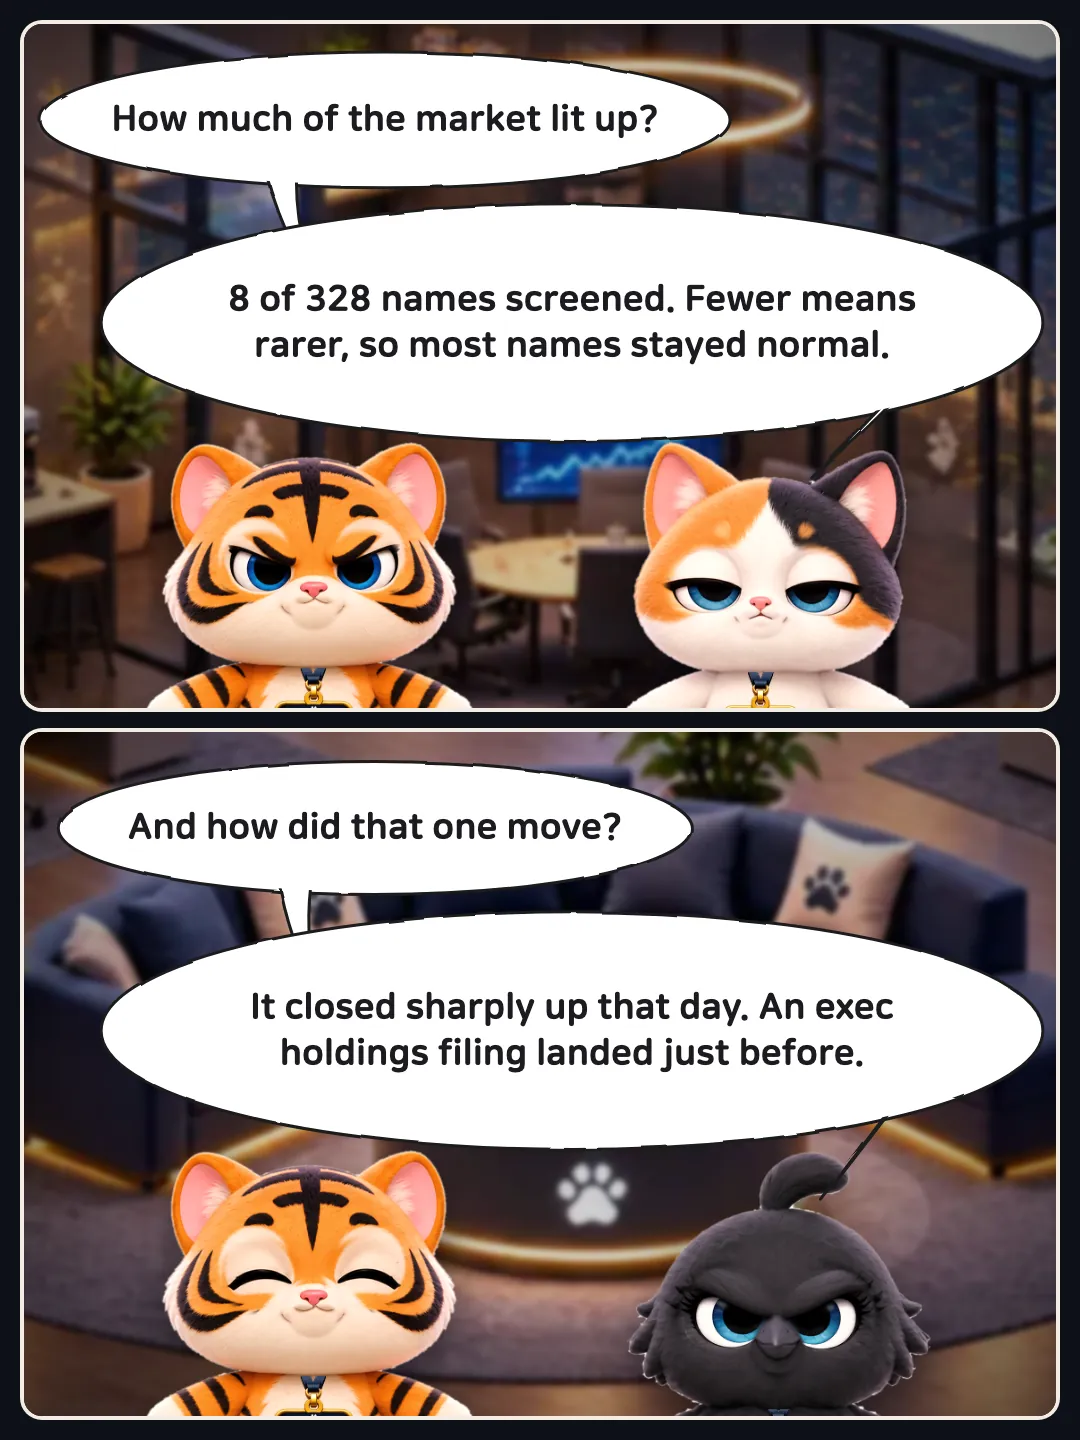 How much of the market lit up?
8 of 328 names screened. Fewer means
rarer, so most names stayed normal.
And how did that one move?
It closed sharply up that day. An exec
holdings filing landed just before.